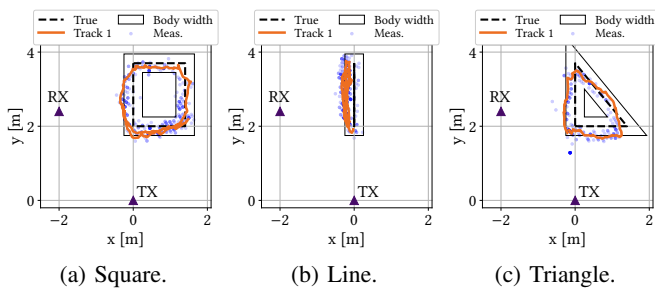 True Body width
Track 1 Meas.
True Body width
Track 1 Meas.
True Body width
Track 1 Meas.
4
2
0
y [m]
RX
TX
−2 0 2
x [m]
4
2
0
y [m]
RX
TX
−2 0 2
x [m]
4
2
0
y [m]
RX
TX
−2 0 2
x [m]
(a) Square.
(b) Line.
(c) Triangle.